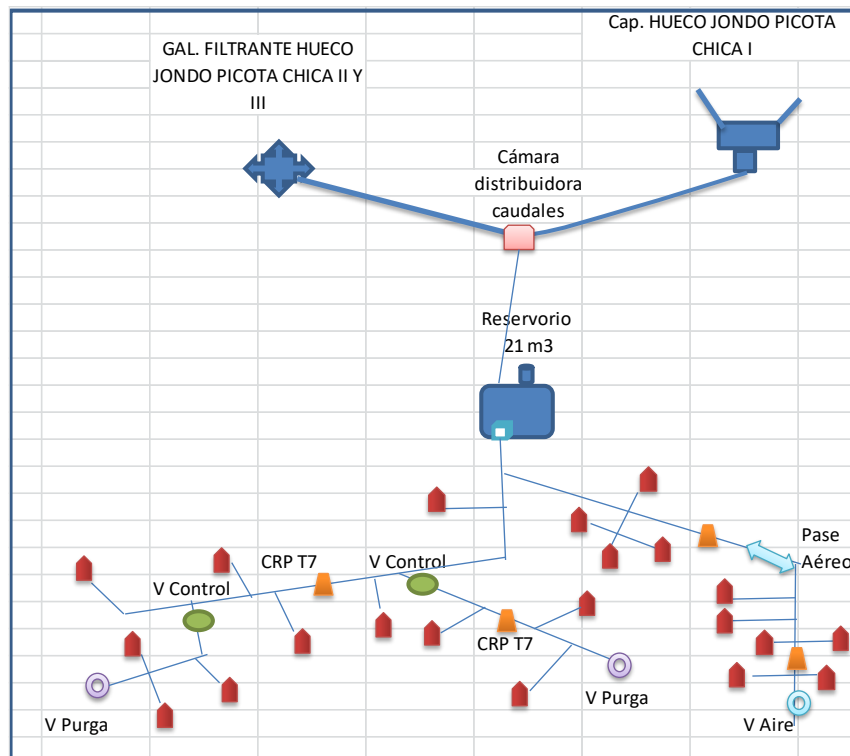 GAL. FILTRANTE HUECO
JONDO PICOTA CHICA II Y
III
Cap. HUECO JONDO PICOTA
CHICA I
Cámara
distribuidora
caudales
Reservorio
21 m3
Pase
Aéreo
CRP T7
V Control
V Control
CRP T7
V Purga
V Purga
V Aire